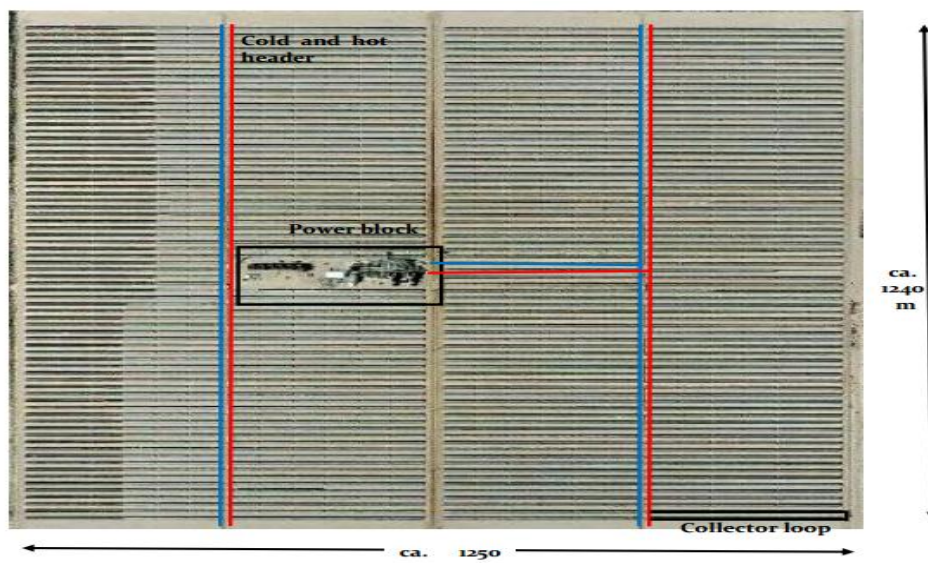 Cold and hot
header
Power block
ca.
1240
m
Collector loop
ca. 1250